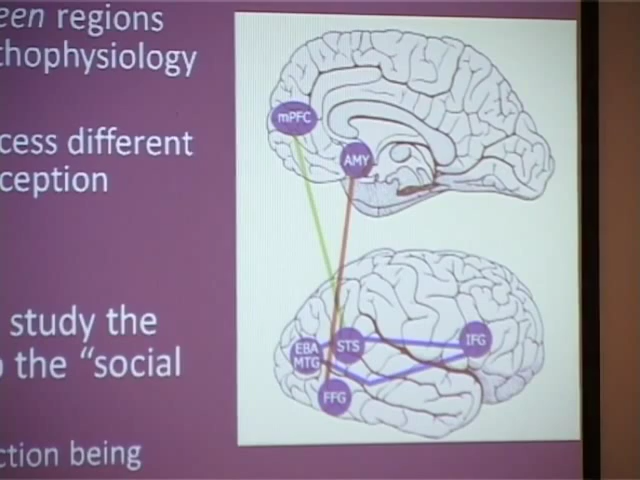 een regions
thophysiology
cess different
ception
study the
the “social
ction being
mPFC
AMY
EBA
MTG
STS
IFG
FFG